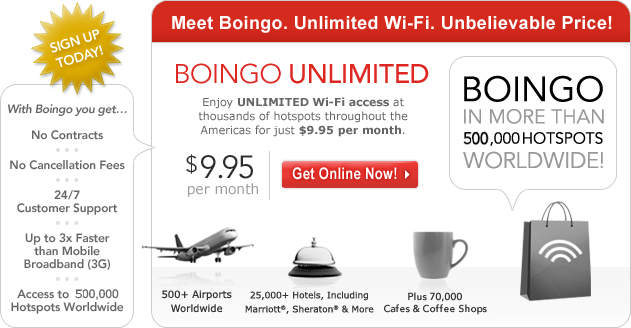 Meet Boingo. Unlimited Wi-Fi. Unbelievable Price!
SIGN UP
TODAY!
With Boingo you get...
No Contracts
No Cancellation Fees
24/7
Customer Support
Up to 3x Faster
than Mobile
Broadband (3G)
Access to 500,000
Hotspots Worldwide
BOINGO UNLIMITED
Enjoy UNLIMITED Wi-Fi access at
thousands of hotspots throughout the
Americas for just $9.95 per month.
$9.95
per month
Get Online Now!
BOINGO
IN MORE THAN
500,000 HOTSPOTS
WORLDWIDE!
500+ Airports
Worldwide
25,000+ Hotels, Including
Marriott®, Sheraton® & More
Plus 70,000
Cafes & Coffee Shops